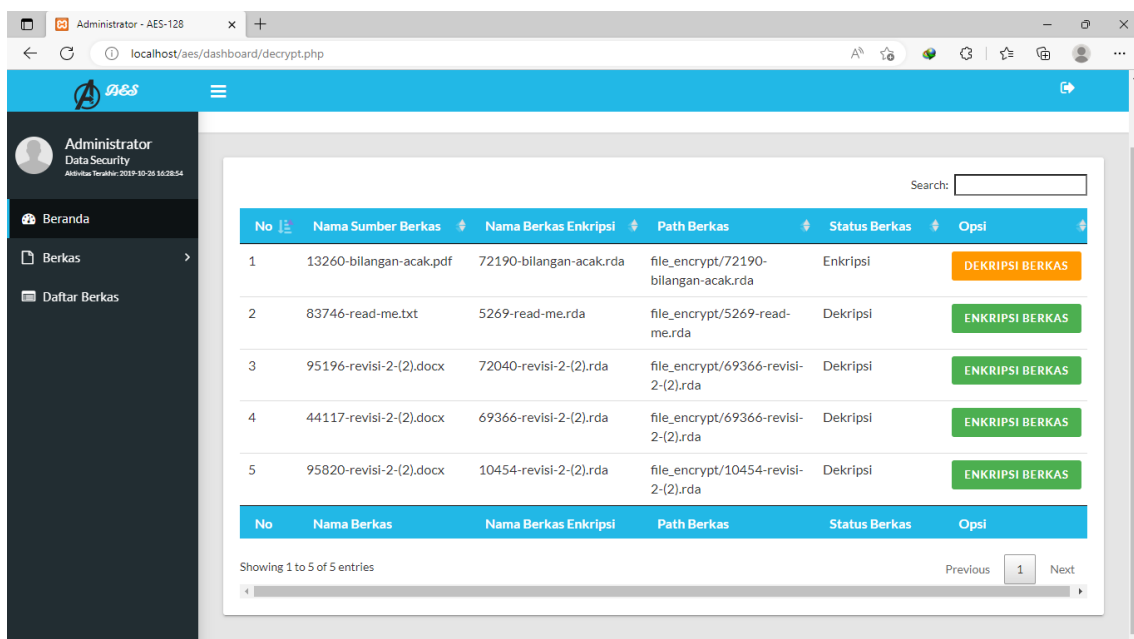 Administrator - AES-128
localhost/aes/dashboard/decrypt.php
AES
Administrator
Data Security
Aktivitas Terakhir: 2019-10-26 16:28:54
Beranda
Berkas
Daftar Berkas
Search:
No Nama Sumber Berkas Nama Berkas Enkripsi Path Berkas Status Berkas Opsi
1 13260-bilangan-acak.pdf 72190-bilangan-acak.rda file_encrypt/72190- Enkripsi DEKRIPSI BERKAS
bilangan-acak.rda
2 83746-read-me.txt 5269-read-me.rda file_encrypt/5269-read- Dekripsi ENKRIPSI BERKAS
me.rda
3 95196-revisi-2-(2).docx 72040-revisi-2-(2).rda file_encrypt/69366-revisi- Dekripsi ENKRIPSI BERKAS
2-(2).rda
4 44117-revisi-2-(2).docx 69366-revisi-2-(2).rda file_encrypt/69366-revisi- Dekripsi ENKRIPSI BERKAS
2-(2).rda
5 95820-revisi-2-(2).docx 10454-revisi-2-(2).rda file_encrypt/10454-revisi- Dekripsi ENKRIPSI BERKAS
2-(2).rda
No Nama Berkas Nama Berkas Enkripsi Path Berkas Status Berkas Opsi
Showing 1 to 5 of 5 entries
Previous 1 Next